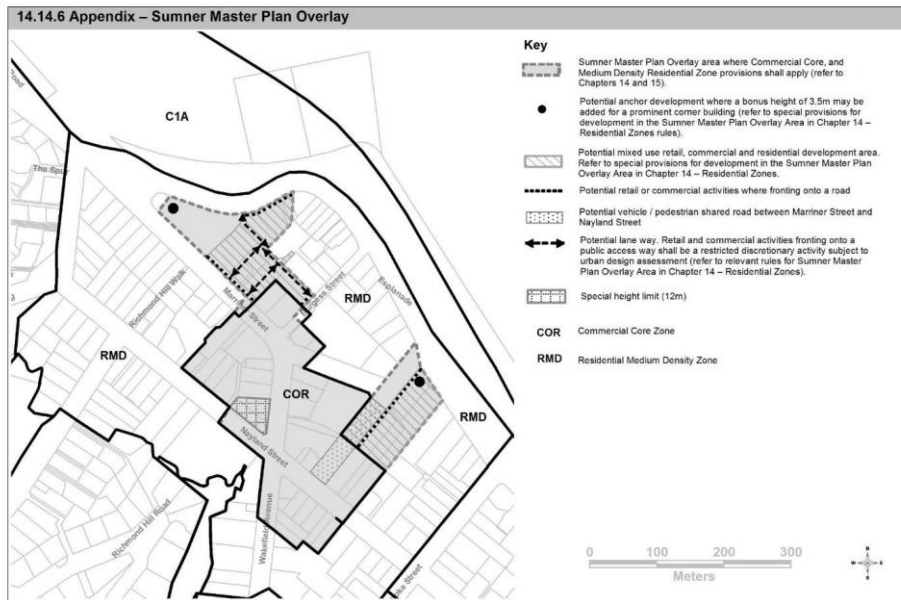 14.14.6 Appendix – Sumner Master Plan Overlay
Key
Sumner Master Plan Overlay area where Commercial Core, and
Medium Density Residential Zone provisions shall apply (refer to
Chapters 14 and 15).
Potential anchor development where a bonus height of 3.5m may be
added for a prominent corner building (refer to special provisions for
development in the Sumner Master Plan Overlay Area in Chapter 14 –
Residential Zones rules).
Potential mixed use retail, commercial and residential development area.
Refer to special provisions for development in the Sumner Master Plan
Overlay Area in Chapter 14 – Residential Zones.
Potential retail or commercial activities where fronting onto a road
Potential vehicle / pedestrian shared road between Marriner Street and
Nayland Street
Potential lane way. Retail and commercial activities fronting onto a
public access way shall be a restricted discretionary activity subject to
urban design assessment (refer to relevant rules for Sumner Master
Plan Overlay Area in Chapter 14 – Residential Zones).
Special height limit (12m)
COR Commercial Core Zone
RMD Residential Medium Density Zone
Road
C1A
The Spur
Richmond Hill Walk
Street
Street
Esplanade
RMD
RMD
COR
RMD
Nayland Street
Richmond Hill Road
Wakefield Avenue
Street
0 100 200 300
Meters
N
W E
S